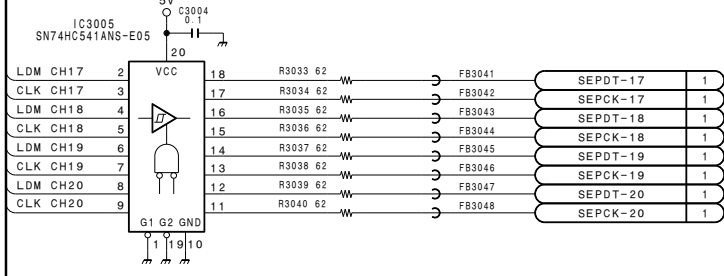 5V
C3004
0.1
IC3005
SN74HC541ANS-E05
20
VCC
LDM CH17 2 18 R3033 62 FB3041 SEPDT-17 1
CLK CH17 3 17 R3034 62 FB3042 SEPCK-17 1
LDM CH18 4 16 R3035 62 FB3043 SEPDT-18 1
CLK CH18 5 15 R3036 62 FB3044 SEPCK-18 1
LDM CH19 6 14 R3037 62 FB3045 SEPDT-19 1
CLK CH19 7 13 R3038 62 FB3046 SEPCK-19 1
LDM CH20 8 12 R3039 62 FB3047 SEPDT-20 1
CLK CH20 9 11 R3040 62 FB3048 SEPCK-20 1
G1 G2 GND
1 19 10